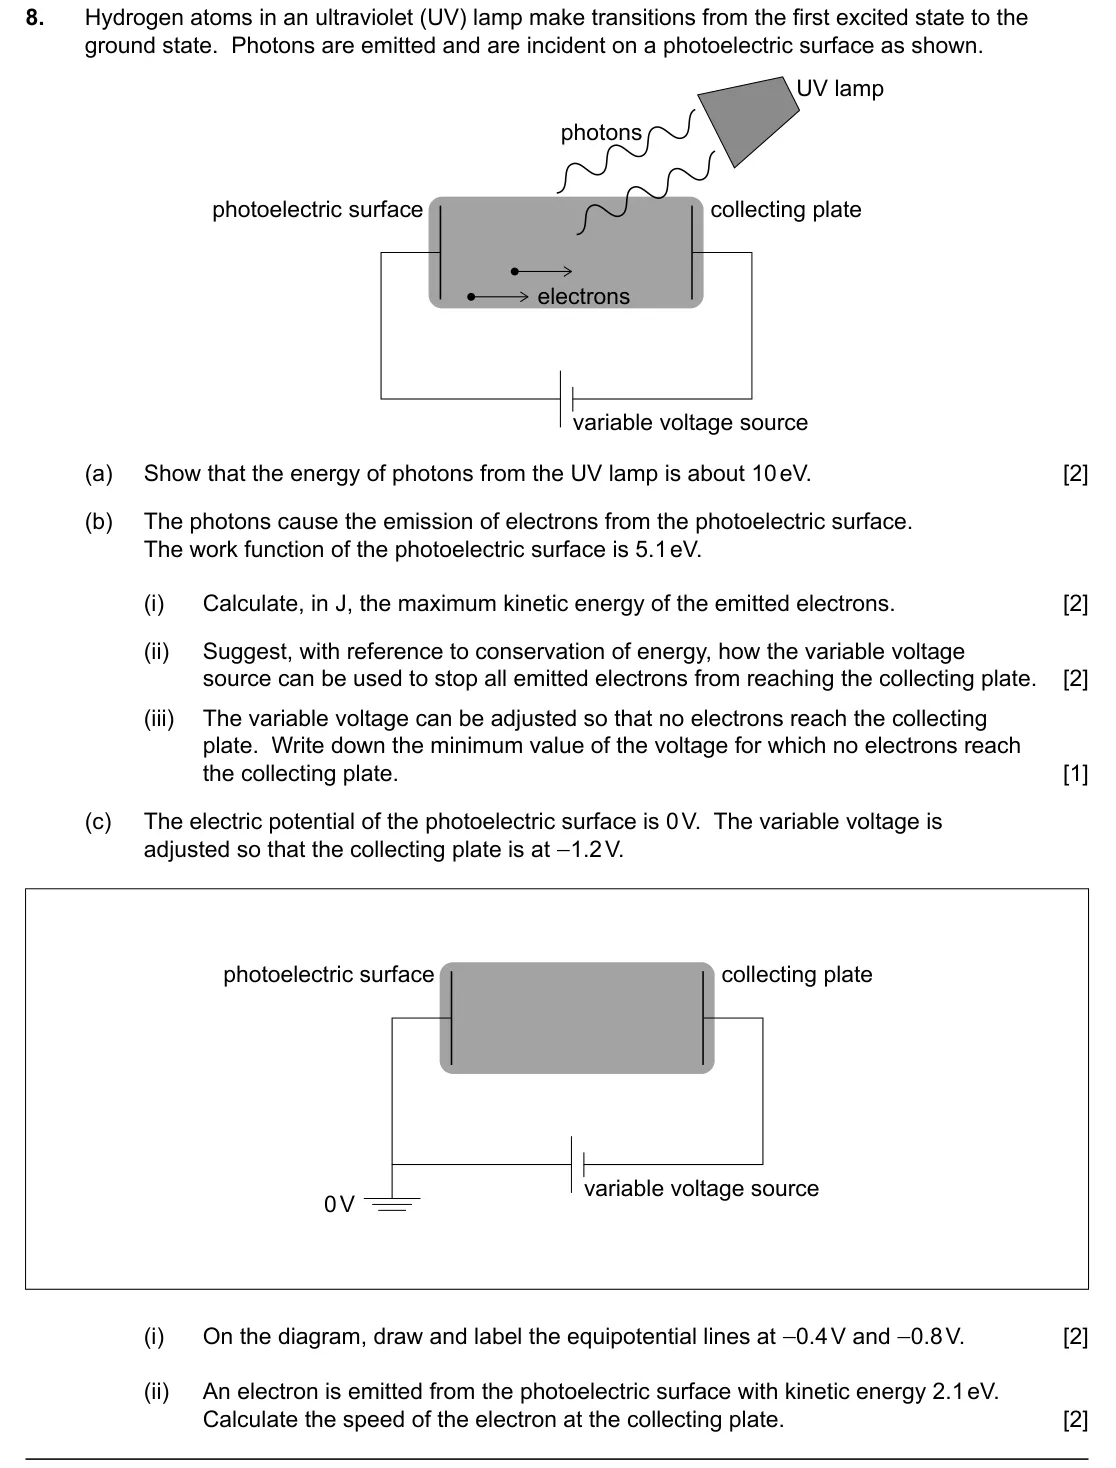 8. Hydrogen atoms in an ultraviolet (UV) lamp make transitions from the first excited state to the
ground state. Photons are emitted and are incident on a photoelectric surface as shown.
UV lamp
photons
photoelectric surface
collecting plate
electrons
variable voltage source
(a) Show that the energy of photons from the UV lamp is about 10 eV. [2]
(b) The photons cause the emission of electrons from the photoelectric surface.
The work function of the photoelectric surface is 5.1 eV.
(i) Calculate, in J, the maximum kinetic energy of the emitted electrons. [2]
(ii) Suggest, with reference to conservation of energy, how the variable voltage
source can be used to stop all emitted electrons from reaching the collecting plate. [2]
(iii) The variable voltage can be adjusted so that no electrons reach the collecting
plate. Write down the minimum value of the voltage for which no electrons reach
the collecting plate. [1]
(c) The electric potential of the photoelectric surface is 0 V. The variable voltage is
adjusted so that the collecting plate is at –1.2 V.
photoelectric surface
collecting plate
variable voltage source
0 V
(i) On the diagram, draw and label the equipotential lines at –0.4 V and –0.8 V. [2]
(ii) An electron is emitted from the photoelectric surface with kinetic energy 2.1 eV.
Calculate the speed of the electron at the collecting plate. [2]